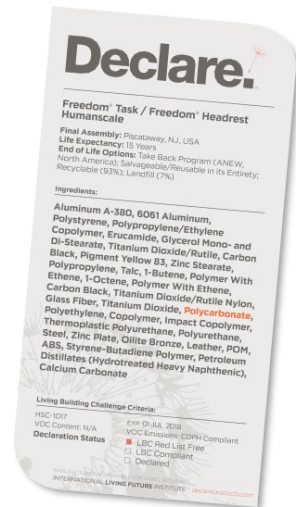 Declare.
Freedom® Task / Freedom® Headrest
Humanscale
Final Assembly: Piscataway, NJ, USA
Life Expectancy: 15 Years
End of Life Options: Take Back Program (ANEW,
North America); Salvageable/Reusable in its Entirety;
Recyclable (93%); Landfill (7%)
Ingredients:
Aluminum A-380, 6061 Aluminum,
Polystyrene, Polypropylene/Ethylene
Copolymer, Erucamide, Glycerol Mono- and
Di-Stearate, Titanium Dioxide/Rutile, Carbon
Black, Pigment Yellow 83, Zinc Stearate,
Polypropylene, Talc, 1-Butene, Polymer With
Ethene, 1-Octene, Polymer With Ethene,
Carbon Black, Titanium Dioxide/Rutile Nylon,
Glass Fiber, Titanium Dioxide, Polycarbonate,
Polyethylene, Copolymer, Impact Copolymer,
Thermoplastic Polyurethane, Polyurethane,
Steel, Zinc Plate, Oilite Bronze, Leather, POM,
ABS, Styrene-Butadiene Polymer, Petroleum
Distillates (Hydrotreated Heavy Naphthenic),
Calcium Carbonate
Living Building Challenge Criteria:
HSC-1017 EXP. 01 JUL 2018
VOC Content: N/A VOC Emissions: CDPH Compliant
Declaration Status LBC Red List Free
LBC Compliant
Declared
INTERNATIONAL LIVING FUTURE INSTITUTE declareproducts.com